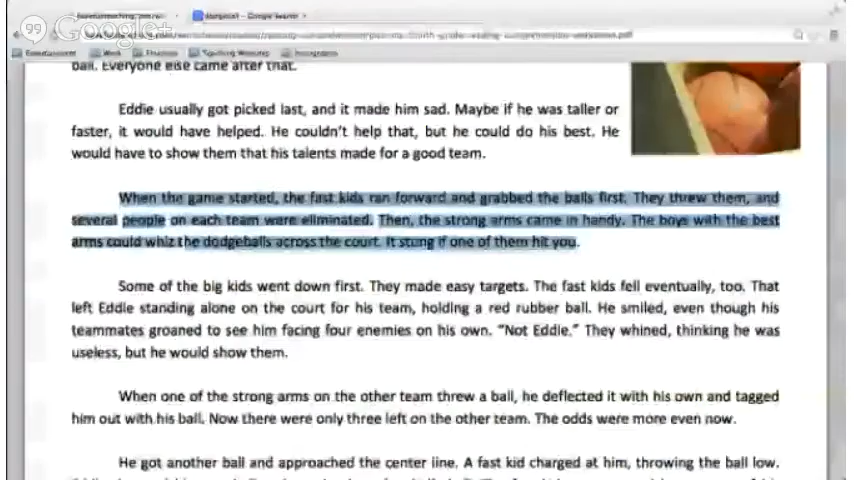 Google+
dodgeball - Google Search
Entertainment Work Finances Teaching Websites Instagrams
ball. Everyone else came after that.
Eddie usually got picked last, and it made him sad. Maybe if he was taller or
faster, it would have helped. He couldn't help that, but he could do his best. He
would have to show them that his talents made for a good team.
When the game started, the fast kids ran forward and grabbed the balls first. They threw them, and
several people on each team were eliminated. Then, the strong arms came in handy. The boys with the best
arms could whiz the dodgeballs across the court. It stung if one of them hit you.
Some of the big kids went down first. They made easy targets. The fast kids fell eventually, too. That
left Eddie standing alone on the court for his team, holding a red rubber ball. He smiled, even though his
teammates groaned to see him facing four enemies on his own. "Not Eddie." They whined, thinking he was
useless, but he would show them.
When one of the strong arms on the other team threw a ball, he deflected it with his own and tagged
him out with his ball. Now there were only three left on the other team. The odds were more even now.
He got another ball and approached the center line. A fast kid charged at him, throwing the ball low.